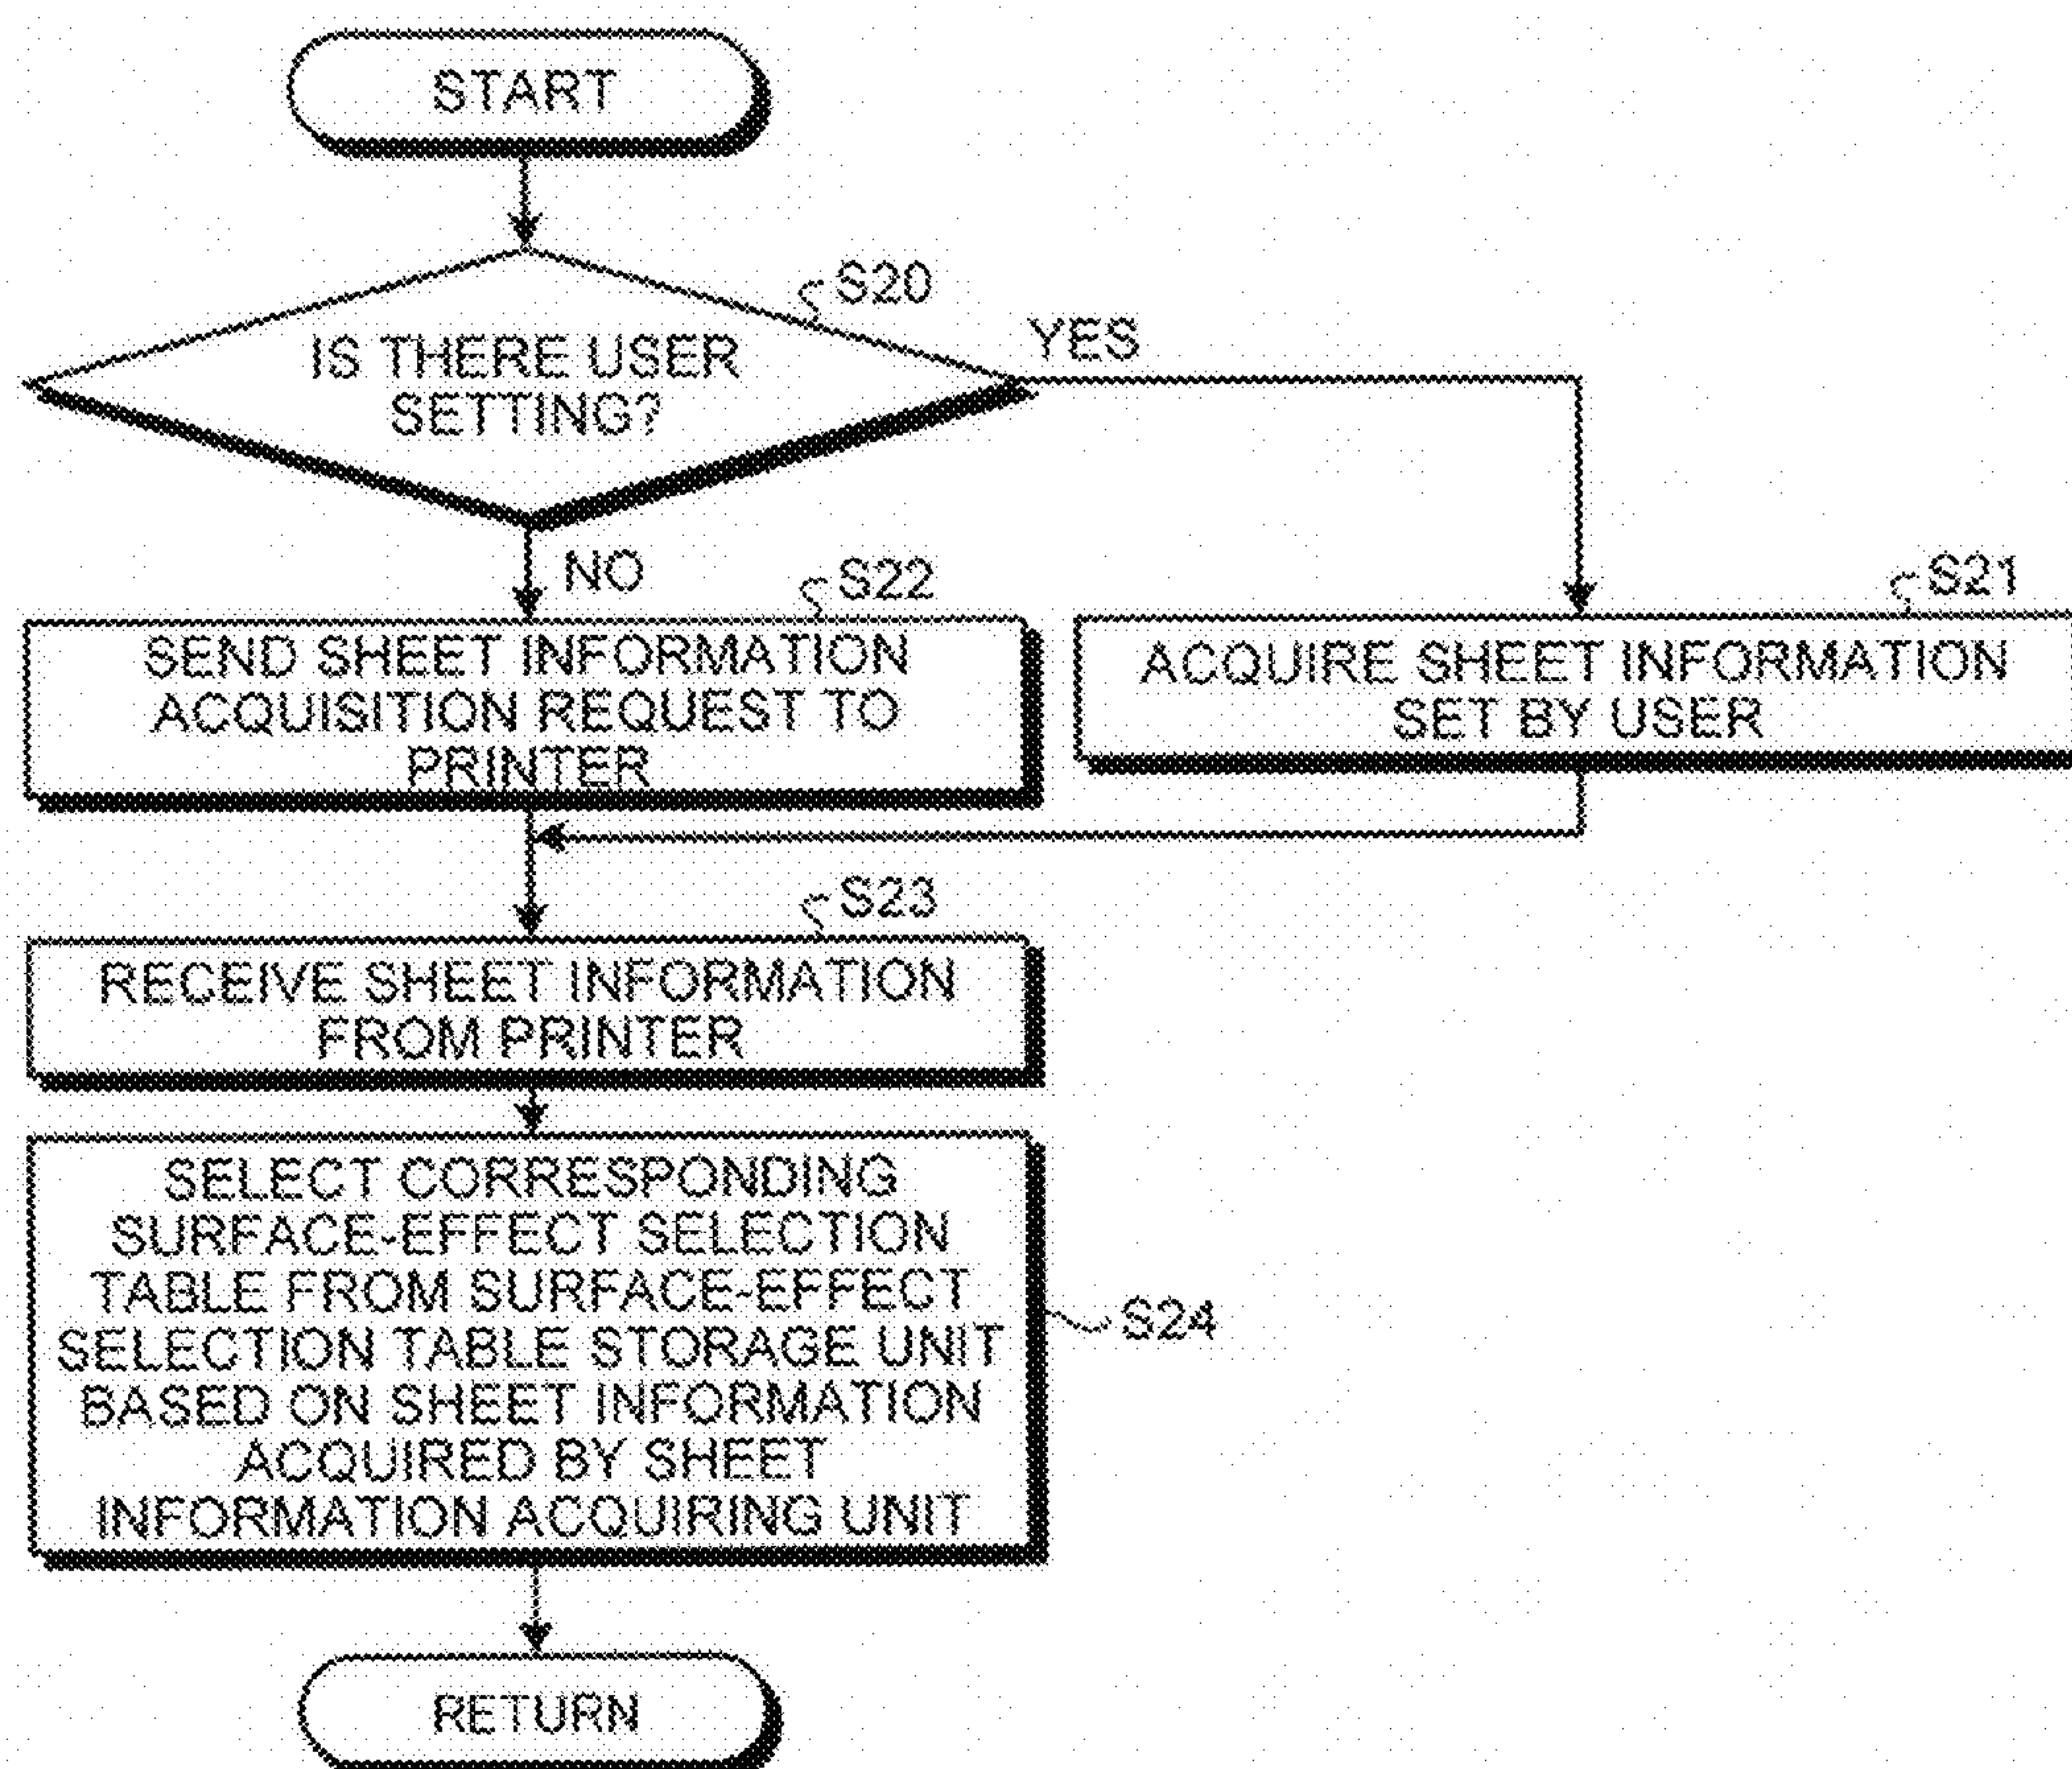 START
S20
IS THERE USER
SETTING?
YES
NO
S22
SEND SHEET INFORMATION
ACQUISITION REQUEST TO
PRINTER
S21
ACQUIRE SHEET INFORMATION
SET BY USER
S23
RECEIVE SHEET INFORMATION
FROM PRINTER
SELECT CORRESPONDING
SURFACE-EFFECT SELECTION
TABLE FROM SURFACE-EFFECT
SELECTION TABLE STORAGE UNIT
BASED ON SHEET INFORMATION
ACQUIRED BY SHEET
INFORMATION ACQUIRING UNIT
S24
RETURN